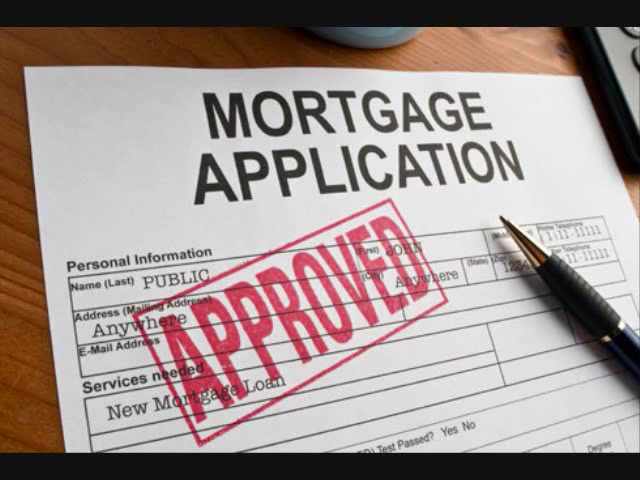 MORTGAGE
APPLICATION
Personal Information
Name (Last) PUBLIC (First) JOHN
Address (Mailing Address) (City) Anywhere (State) (Zip)
Anywhere
E-Mail Address
APPROVED
Services needed
New Mortgage Loan
Test Passed? Yes No
Degree